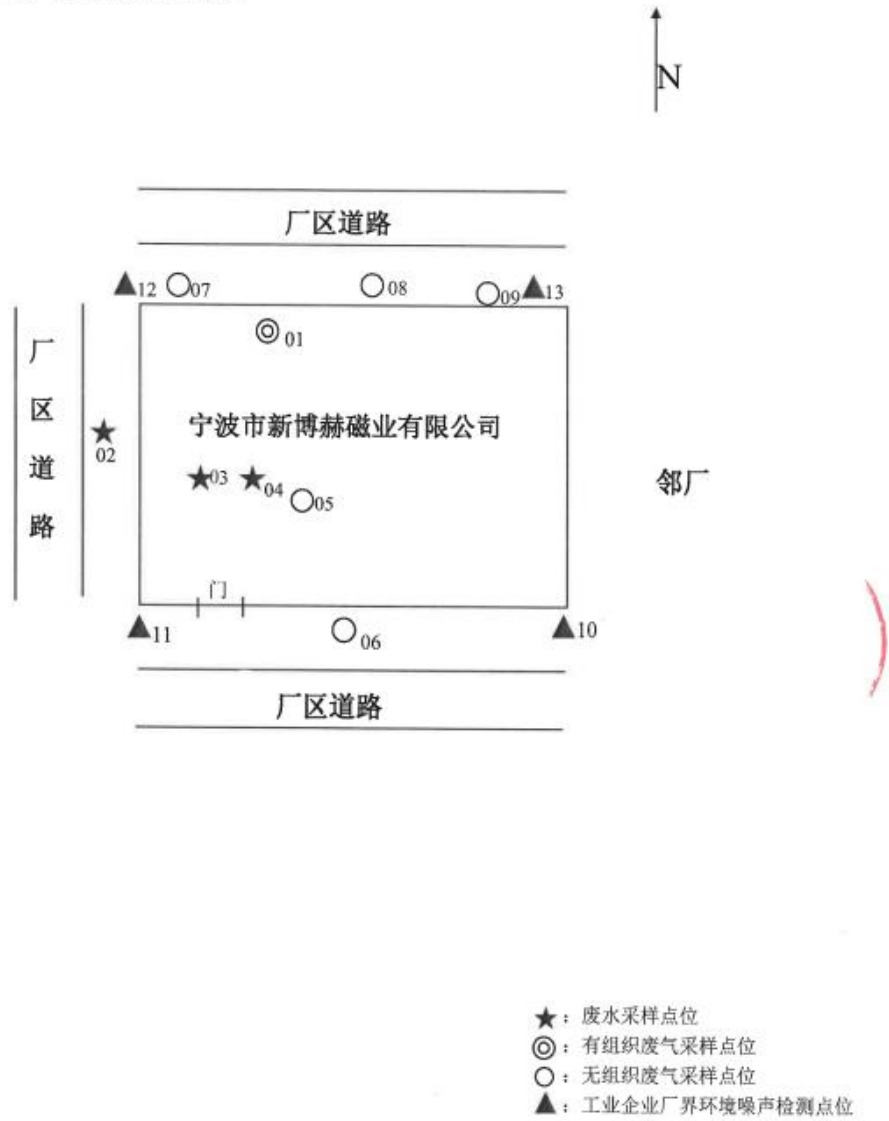 N
厂区道路
12
07
08
09
13
01
厂区道路
宁波市新博赫磁业有限公司
02
03
04
05
邻厂
门
11
06
10
厂区道路
★：废水采样点位
◎：有组织废气采样点位
○：无组织废气采样点位
▲：工业企业厂界环境噪声检测点位